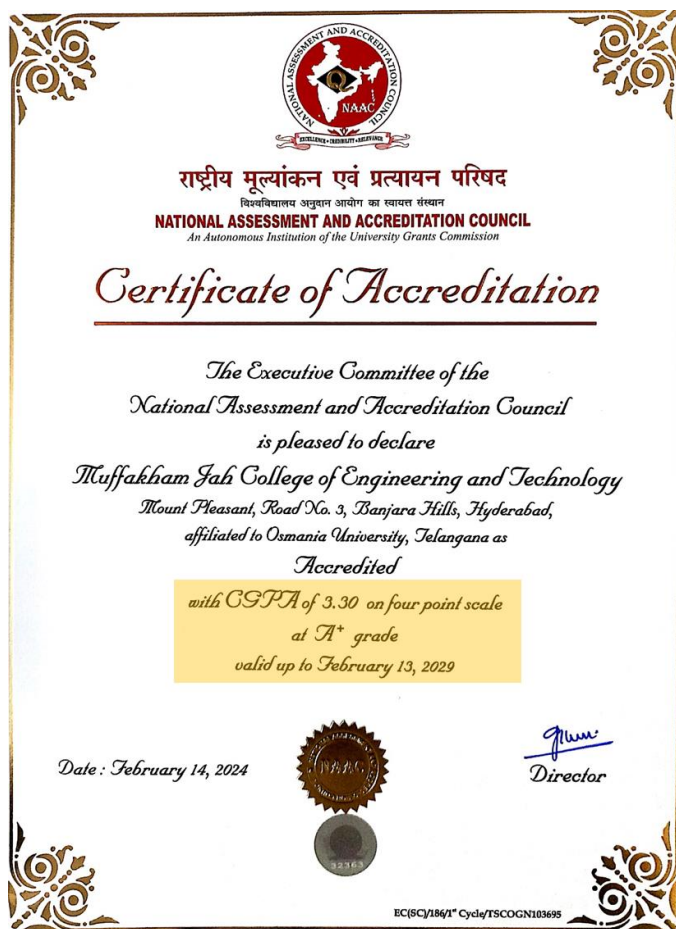 NATIONAL ASSESSMENT AND ACCREDITATION COUNCIL
Q
NAAC
EXCELLENCE • CREDIBILITY • RELEVANCE
राष्ट्रीय मूल्यांकन एवं प्रत्यायन परिषद
विश्वविद्यालय अनुदान आयोग का स्वायत्त संस्थान
NATIONAL ASSESSMENT AND ACCREDITATION COUNCIL
An Autonomous Institution of the University Grants Commission
Certificate of Accreditation
The Executive Committee of the
National Assessment and Accreditation Council
is pleased to declare
Muffakham Jah College of Engineering and Technology
Mount Pleasant, Road No. 3, Banjara Hills, Hyderabad,
affiliated to Osmania University, Telangana as
Accredited
with CGPA of 3.30 on four point scale
at A⁺ grade
valid up to February 13, 2029
Date : February 14, 2024
NAAC
Director
32363
EC(SC)/186/1ˢᵗ Cycle/TSCOGN103695